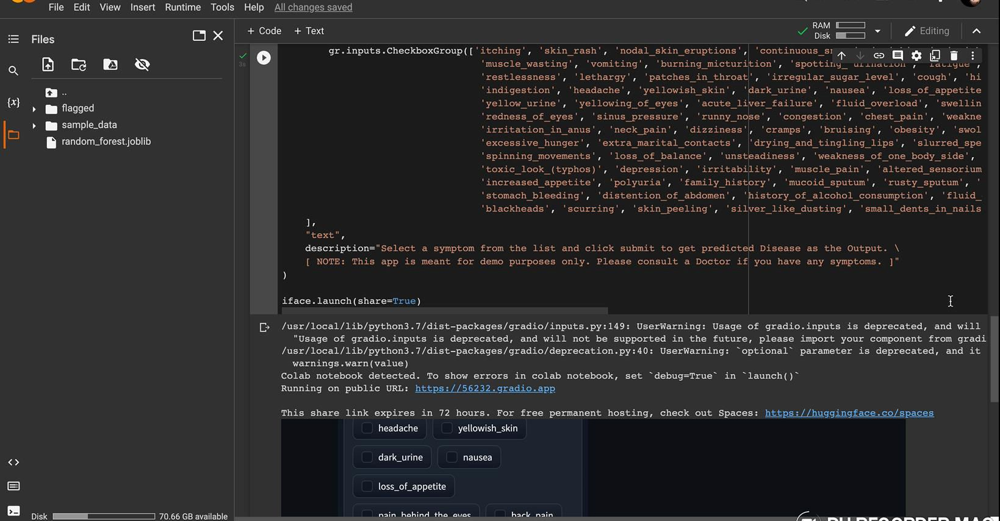 File Edit View Insert Runtime Tools Help All changes saved
Files
+ Code + Text
RAM
Disk
Editing
3s
gr.inputs.CheckboxGroup(['itching', 'skin_rash', 'nodal_skin_eruptions',
'muscle_wasting', 'vomiting', 'burning_micturition',
'restlessness', 'lethargy', 'patches_in_throat', 'irregular_sugar_level', 'cough', 'hi
'indigestion', 'headache', 'yellowish_skin', 'dark_urine', 'nausea', 'loss_of_appetite
'yellow_urine', 'yellowing_of_eyes', 'acute_liver_failure', 'fluid_overload', 'swellin
'redness_of_eyes', 'sinus_pressure', 'runny_nose', 'congestion', 'chest_pain', 'weakne
'irritation_in_anus', 'neck_pain', 'dizziness', 'cramps', 'bruising', 'obesity', 'swol
'excessive_hunger', 'extra_marital_contacts', 'drying_and_tingling_lips', 'slurred_spe
'spinning_movements', 'loss_of_balance', 'unsteadiness', 'weakness_of_one_body_side',
'toxic_look_(typhos)', 'depression', 'irritability', 'muscle_pain', 'altered_sensorium
'increased_appetite', 'polyuria', 'family_history', 'mucoid_sputum', 'rusty_sputum', '
'stomach_bleeding', 'distention_of_abdomen', 'history_of_alcohol_consumption', 'fluid_
'blackheads', 'scurring', 'skin_peeling', 'silver_like_dusting', 'small_dents_in_nails
],
"text",
description="Select a symptom from the list and click submit to get predicted Disease as the Output. \
[ NOTE: This app is meant for demo purposes only. Please consult a Doctor if you have any symptoms. ]"
)
iface.launch(share=True)
..
flagged
sample_data
random_forest.joblib
{x}
/usr/local/lib/python3.7/dist-packages/gradio/inputs.py:149: UserWarning: Usage of gradio.inputs is deprecated, and will
"Usage of gradio.inputs is deprecated, and will not be supported in the future, please import your component from gradi
/usr/local/lib/python3.7/dist-packages/gradio/deprecation.py:40: UserWarning: `optional` parameter is deprecated, and it
warnings.warn(value)
Colab notebook detected. To show errors in colab notebook, set `debug=True` in `launch()`
Running on public URL: https://56232.gradio.app
This share link expires in 72 hours. For free permanent hosting, check out Spaces: https://huggingface.co/spaces
headache yellowish_skin
dark_urine nausea
loss_of_appetite
pain_behind_the_eyes back_pain
Disk 70.66 GB available